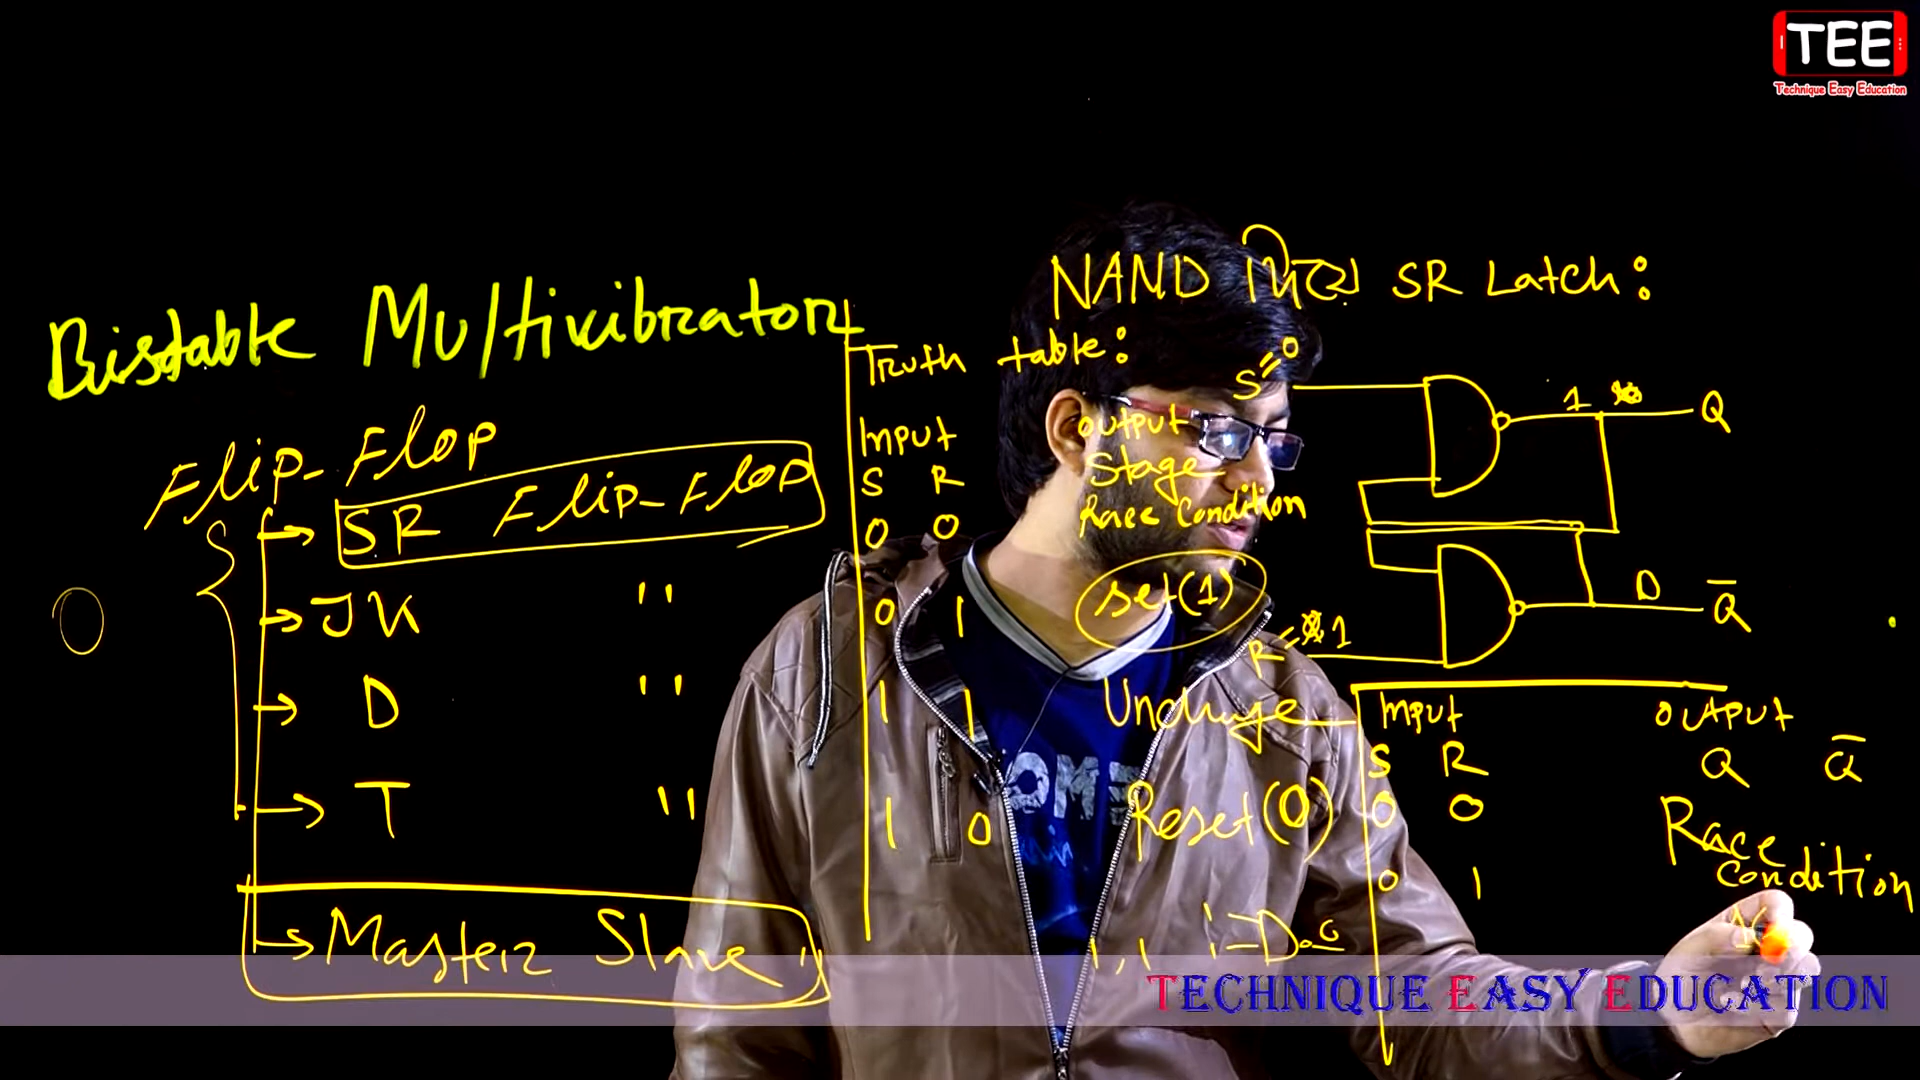 TEE
Technique Easy Education
Bistable Multivibrator
Flip-Flop
SR Flip-Flop
JK "
D "
T "
Master Slave "
Truth table:
Input Output
S R Stage
0 0 Race Condition
0 1 set(1)
1 1 Unchange
1 0 Reset(0)
1,1
NAND দিয়ে SR Latch:
S=0
1
Q
0
Q̅
R= 1
Input Output
S R Q Q̅
0 0 Race Condition
0 1
TECHNIQUE EASY EDUCATION